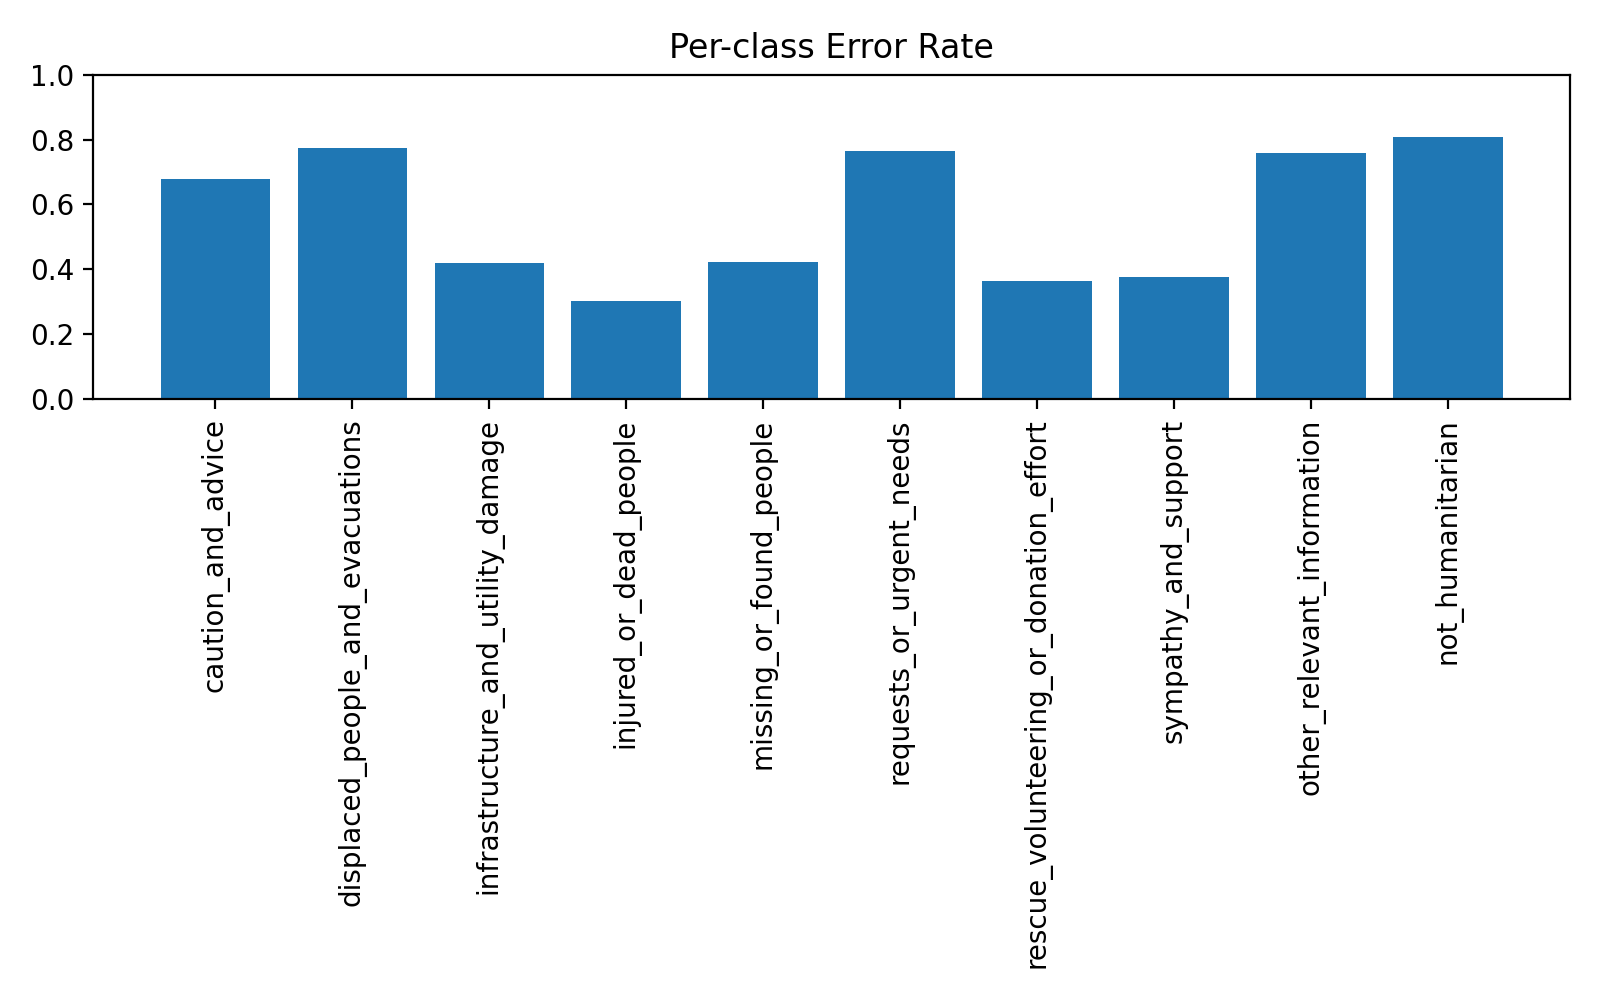 Per-class Error Rate
1.0
0.8
0.6
0.4
0.2
0.0
caution_and_advice
displaced_people_and_evacuations
infrastructure_and_utility_damage
injured_or_dead_people
missing_or_found_people
requests_or_urgent_needs
rescue_volunteering_or_donation_effort
sympathy_and_support
other_relevant_information
not_humanitarian